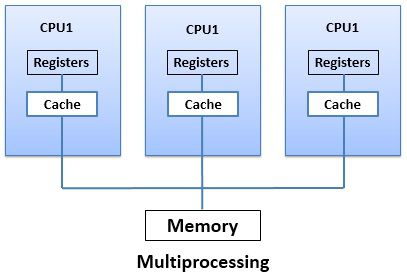 CPU1 CPU1 CPU1
Registers Registers Registers
Cache Cache Cache
Memory
Multiprocessing